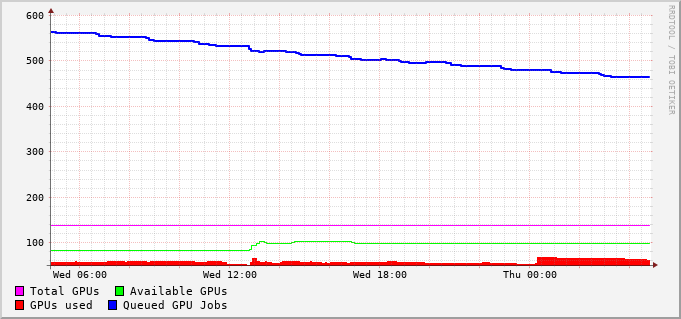 600
500
400
300
200
100
Wed 06:00 Wed 12:00 Wed 18:00 Thu 00:00
Total GPUs Available GPUs
GPUs used Queued GPU Jobs
RRDTOOL / TOBI OETIKER